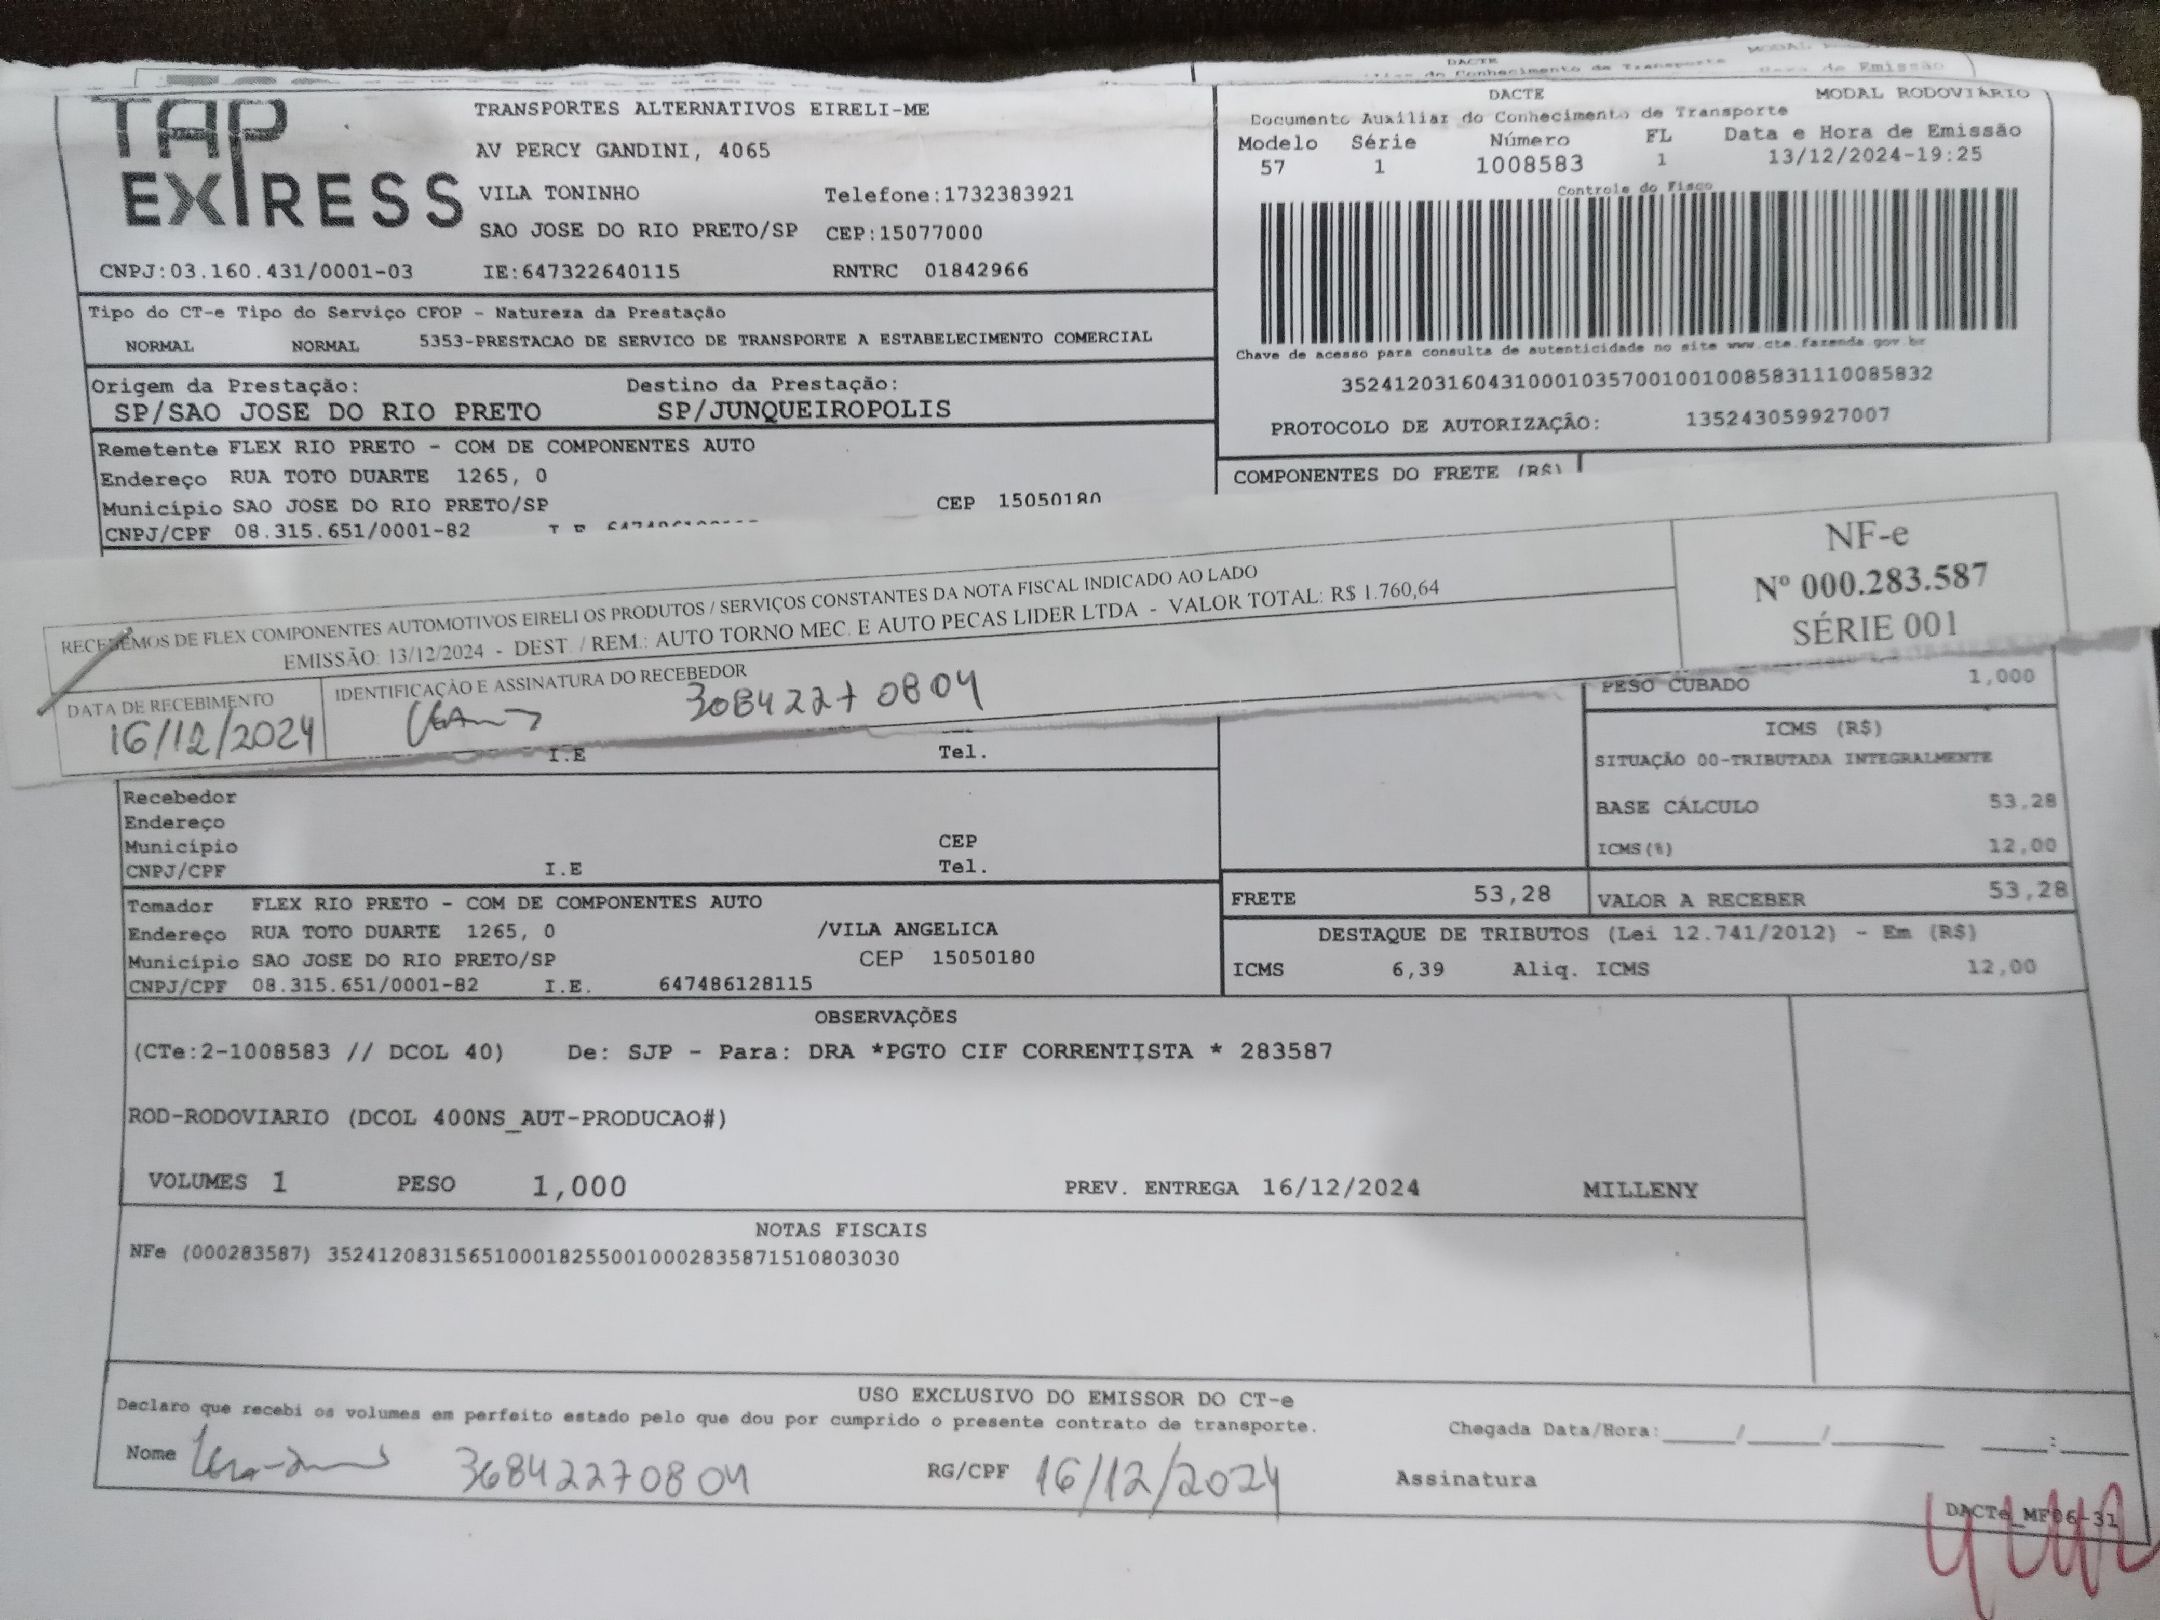 DACTE
TAP EXPRESS
TRANSPORTES ALTERNATIVOS EIRELI-ME
AV PERCY GANDINI, 4065
VILA TONINHO Telefone:1732383921
SAO JOSE DO RIO PRETO/SP CEP:15077000
CNPJ:03.160.431/0001-03 IE:647322640115 RNTRC 01842966
DACTE MODAL RODOVIÁRIO
Documento Auxiliar do Conhecimento de Transporte
Modelo Série Número FL Data e Hora de Emissão
57 1 1008583 1 13/12/2024-19:25
Controle do Fisco
Chave de acesso para consulta de autenticidade no site www.cte.fazenda.gov.br
35241203160431000103570010010085831110085832
PROTOCOLO DE AUTORIZAÇÃO: 135243059927007
Tipo do CT-e Tipo do Serviço CFOP - Natureza da Prestação
NORMAL NORMAL 5353-PRESTACAO DE SERVICO DE TRANSPORTE A ESTABELECIMENTO COMERCIAL
Origem da Prestação: Destino da Prestação:
SP/SAO JOSE DO RIO PRETO SP/JUNQUEIROPOLIS
Remetente FLEX RIO PRETO - COM DE COMPONENTES AUTO
Endereço RUA TOTO DUARTE 1265, 0
Município SAO JOSE DO RIO PRETO/SP CEP 15050180
CNPJ/CPF 08.315.651/0001-82
COMPONENTES DO FRETE (R$)
RECEBEMOS DE FLEX COMPONENTES AUTOMOTIVOS EIRELI OS PRODUTOS / SERVIÇOS CONSTANTES DA NOTA FISCAL INDICADO AO LADO
EMISSÃO: 13/12/2024 - DEST. / REM.: AUTO TORNO MEC. E AUTO PECAS LIDER LTDA - VALOR TOTAL: R$ 1.760,64
NF-e
Nº 000.283.587
SÉRIE 001
DATA DE RECEBIMENTO IDENTIFICAÇÃO E ASSINATURA DO RECEBEDOR
16/12/2024 30842270804
I.E Tel.
PESO CUBADO 1,000
ICMS (R$)
SITUAÇÃO 00-TRIBUTADA INTEGRALMENTE
BASE CÁLCULO 53,28
ICMS(%) 12,00
Recebedor
Endereço
Município CEP
CNPJ/CPF I.E Tel.
FRETE 53,28 VALOR A RECEBER 53,28
Tomador FLEX RIO PRETO - COM DE COMPONENTES AUTO
Endereço RUA TOTO DUARTE 1265, 0 /VILA ANGELICA
Município SAO JOSE DO RIO PRETO/SP CEP 15050180
CNPJ/CPF 08.315.651/0001-82 I.E. 647486128115
DESTAQUE DE TRIBUTOS (Lei 12.741/2012) - Em (R$)
ICMS 6,39 Aliq. ICMS 12,00
OBSERVAÇÕES
(CTe:2-1008583 // DCOL 40) De: SJP - Para: DRA *PGTO CIF CORRENTISTA * 283587
ROD-RODOVIARIO (DCOL 400NS_AUT-PRODUCAO#)
VOLUMES 1 PESO 1,000 PREV. ENTREGA 16/12/2024 MILLENY
NOTAS FISCAIS
NFe (000283587) 35241208315651000182550010002835871510803030
USO EXCLUSIVO DO EMISSOR DO CT-e
Declaro que recebi os volumes em perfeito estado pelo que dou por cumprido o presente contrato de transporte.
Chegada Data/Hora:_____/_____/________ _____:_____
Nome 36842270804 RG/CPF 16/12/2024 Assinatura
DACTe_MF06-31